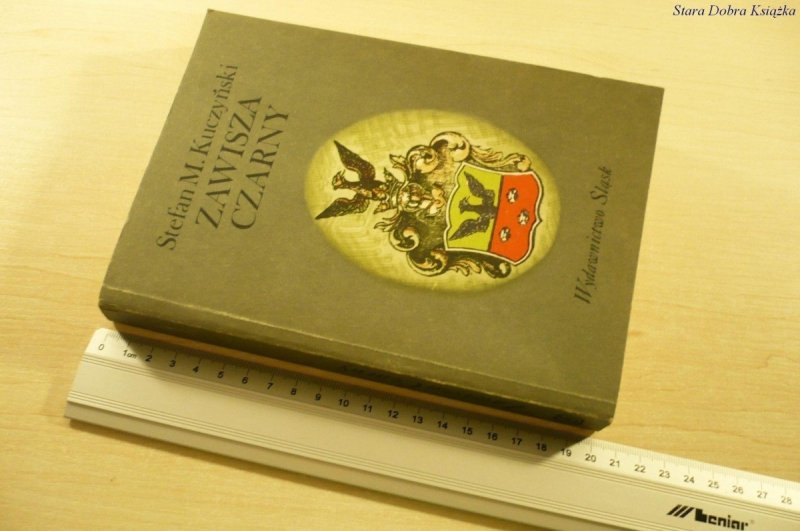 Stara Dobra Książka
Stefan M. Kuczyński
ZAWISZA
CZARNY
Wydawnictwo Śląsk
0 1cm 2 3 4 5 6 7 8 9 10 11 12 13 14 15 16 17 18 19 20 21 22 23 24 25 26 27 28
Leniar